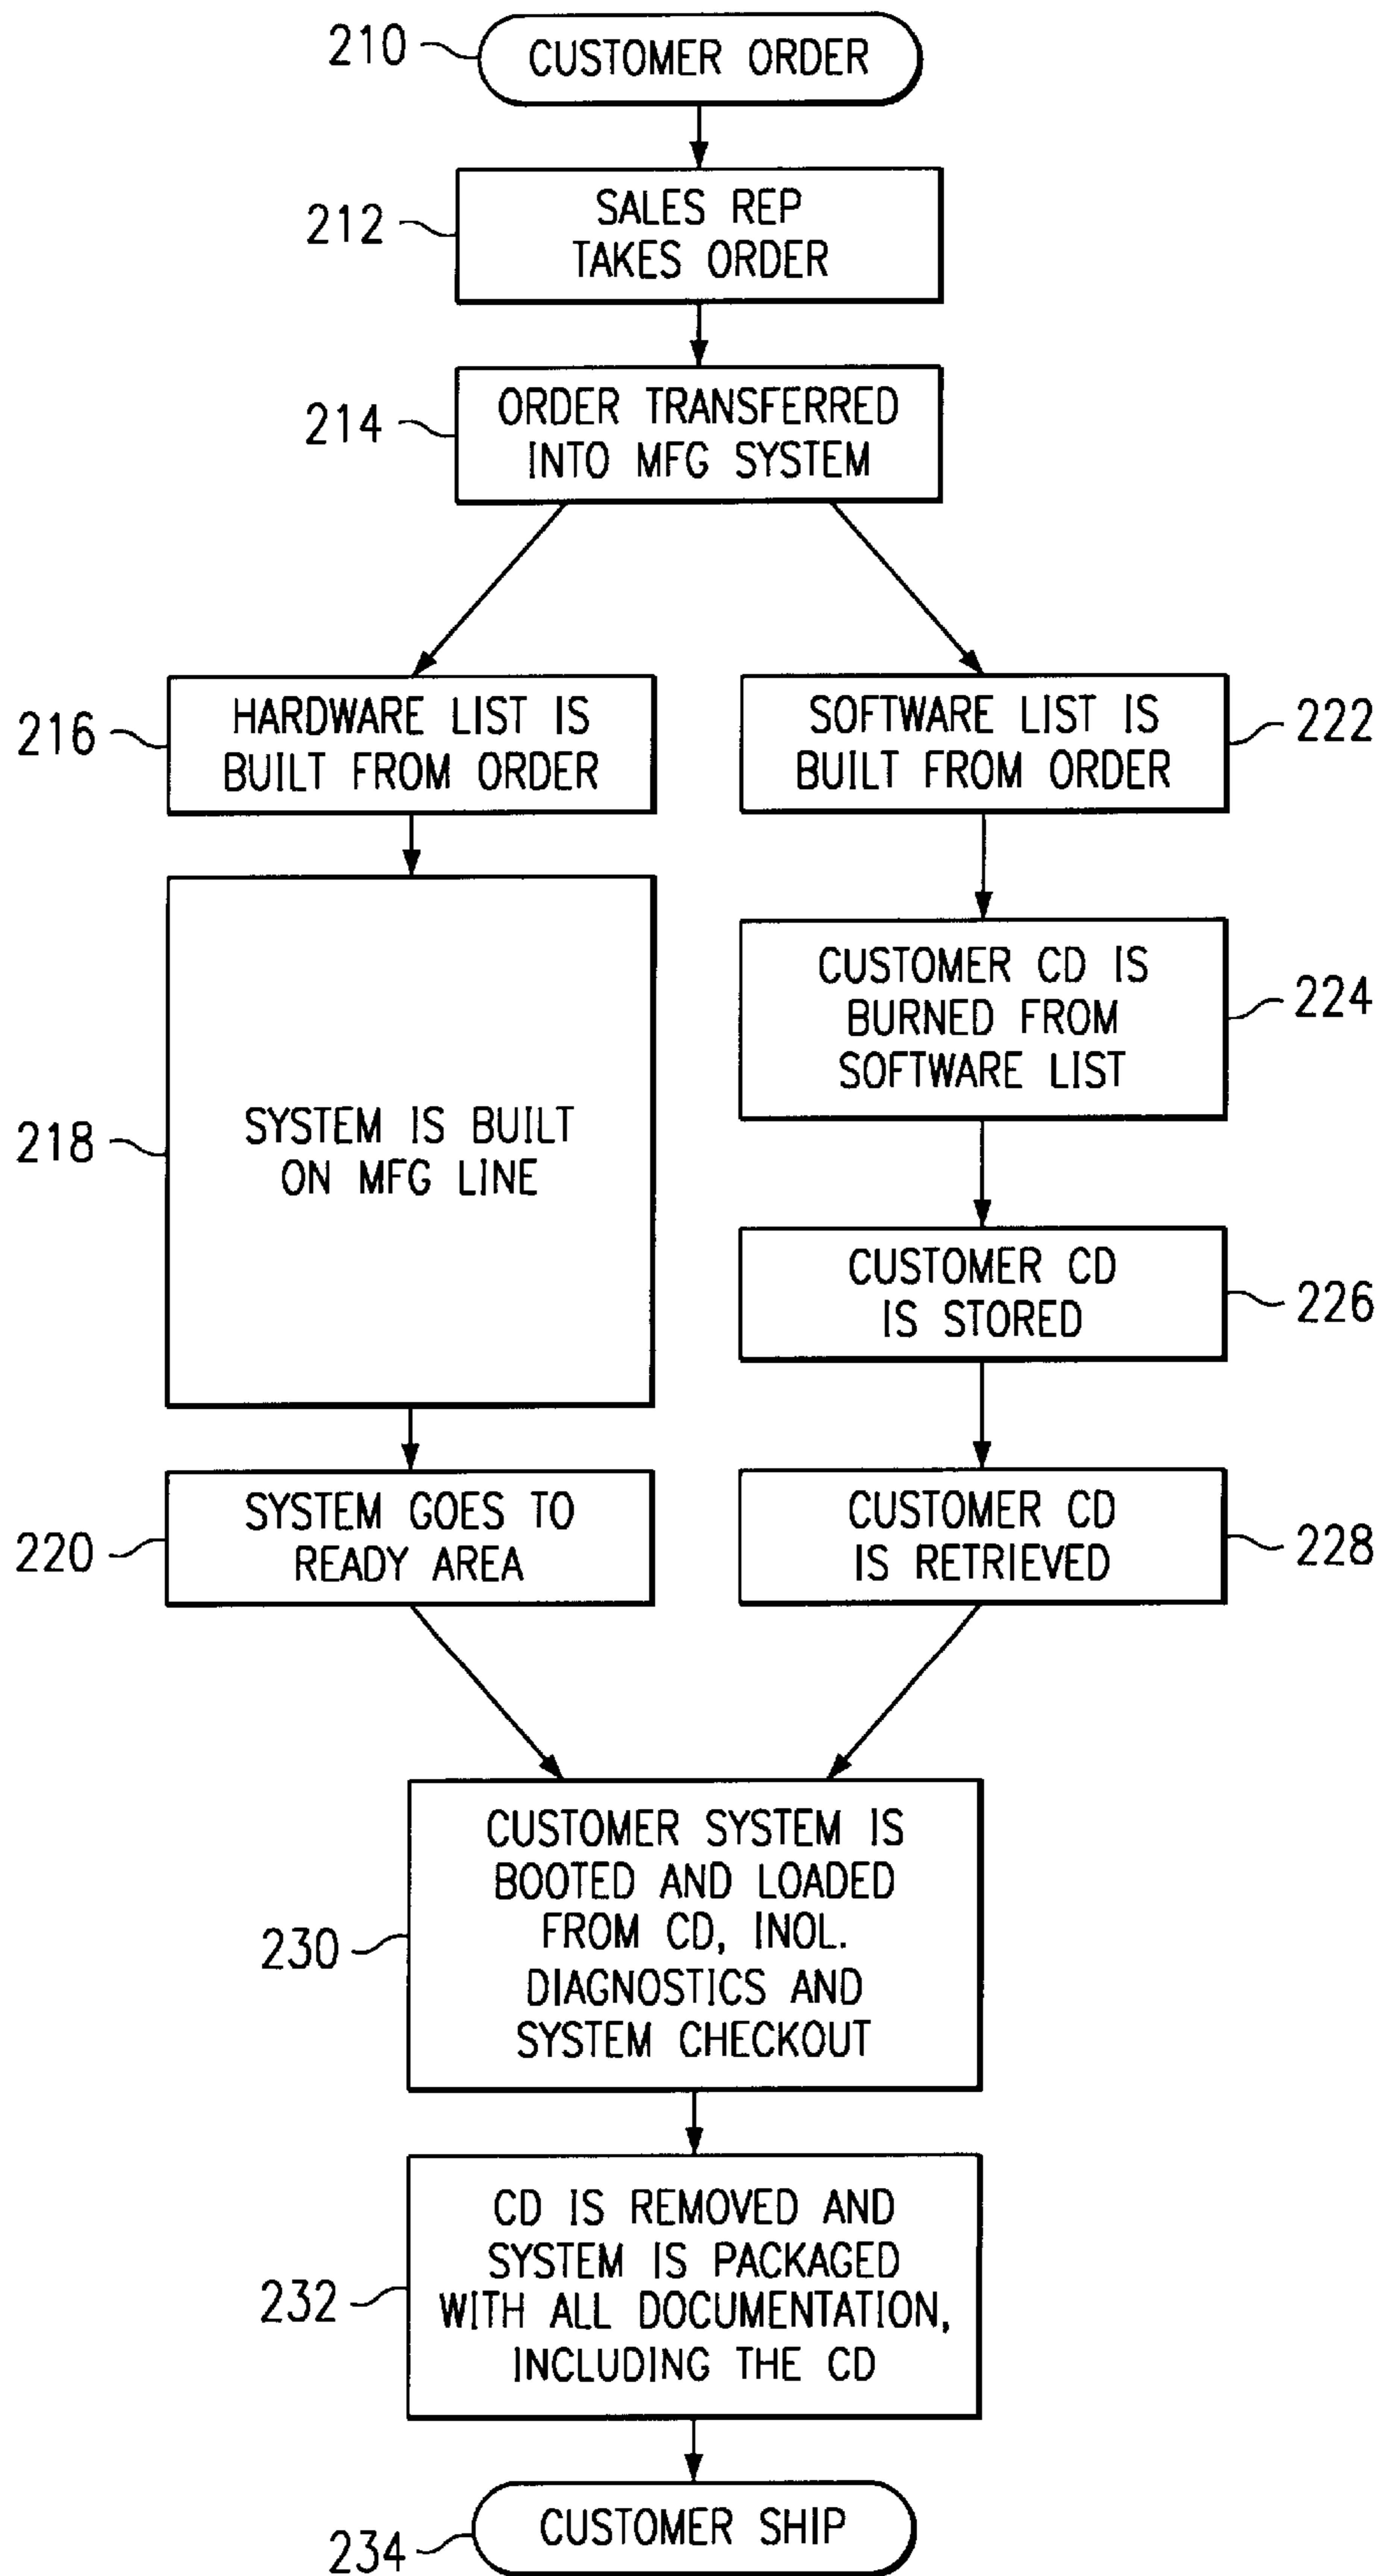 210
CUSTOMER ORDER
212
SALES REP
TAKES ORDER
214
ORDER TRANSFERRED
INTO MFG SYSTEM
216
HARDWARE LIST IS
BUILT FROM ORDER
218
SYSTEM IS BUILT
ON MFG LINE
220
SYSTEM GOES TO
READY AREA
SOFTWARE LIST IS
BUILT FROM ORDER
222
CUSTOMER CD IS
BURNED FROM
SOFTWARE LIST
224
CUSTOMER CD
IS STORED
226
CUSTOMER CD
IS RETRIEVED
228
230
CUSTOMER SYSTEM IS
BOOTED AND LOADED
FROM CD, INOL.
DIAGNOSTICS AND
SYSTEM CHECKOUT
232
CD IS REMOVED AND
SYSTEM IS PACKAGED
WITH ALL DOCUMENTATION,
INCLUDING THE CD
234
CUSTOMER SHIP